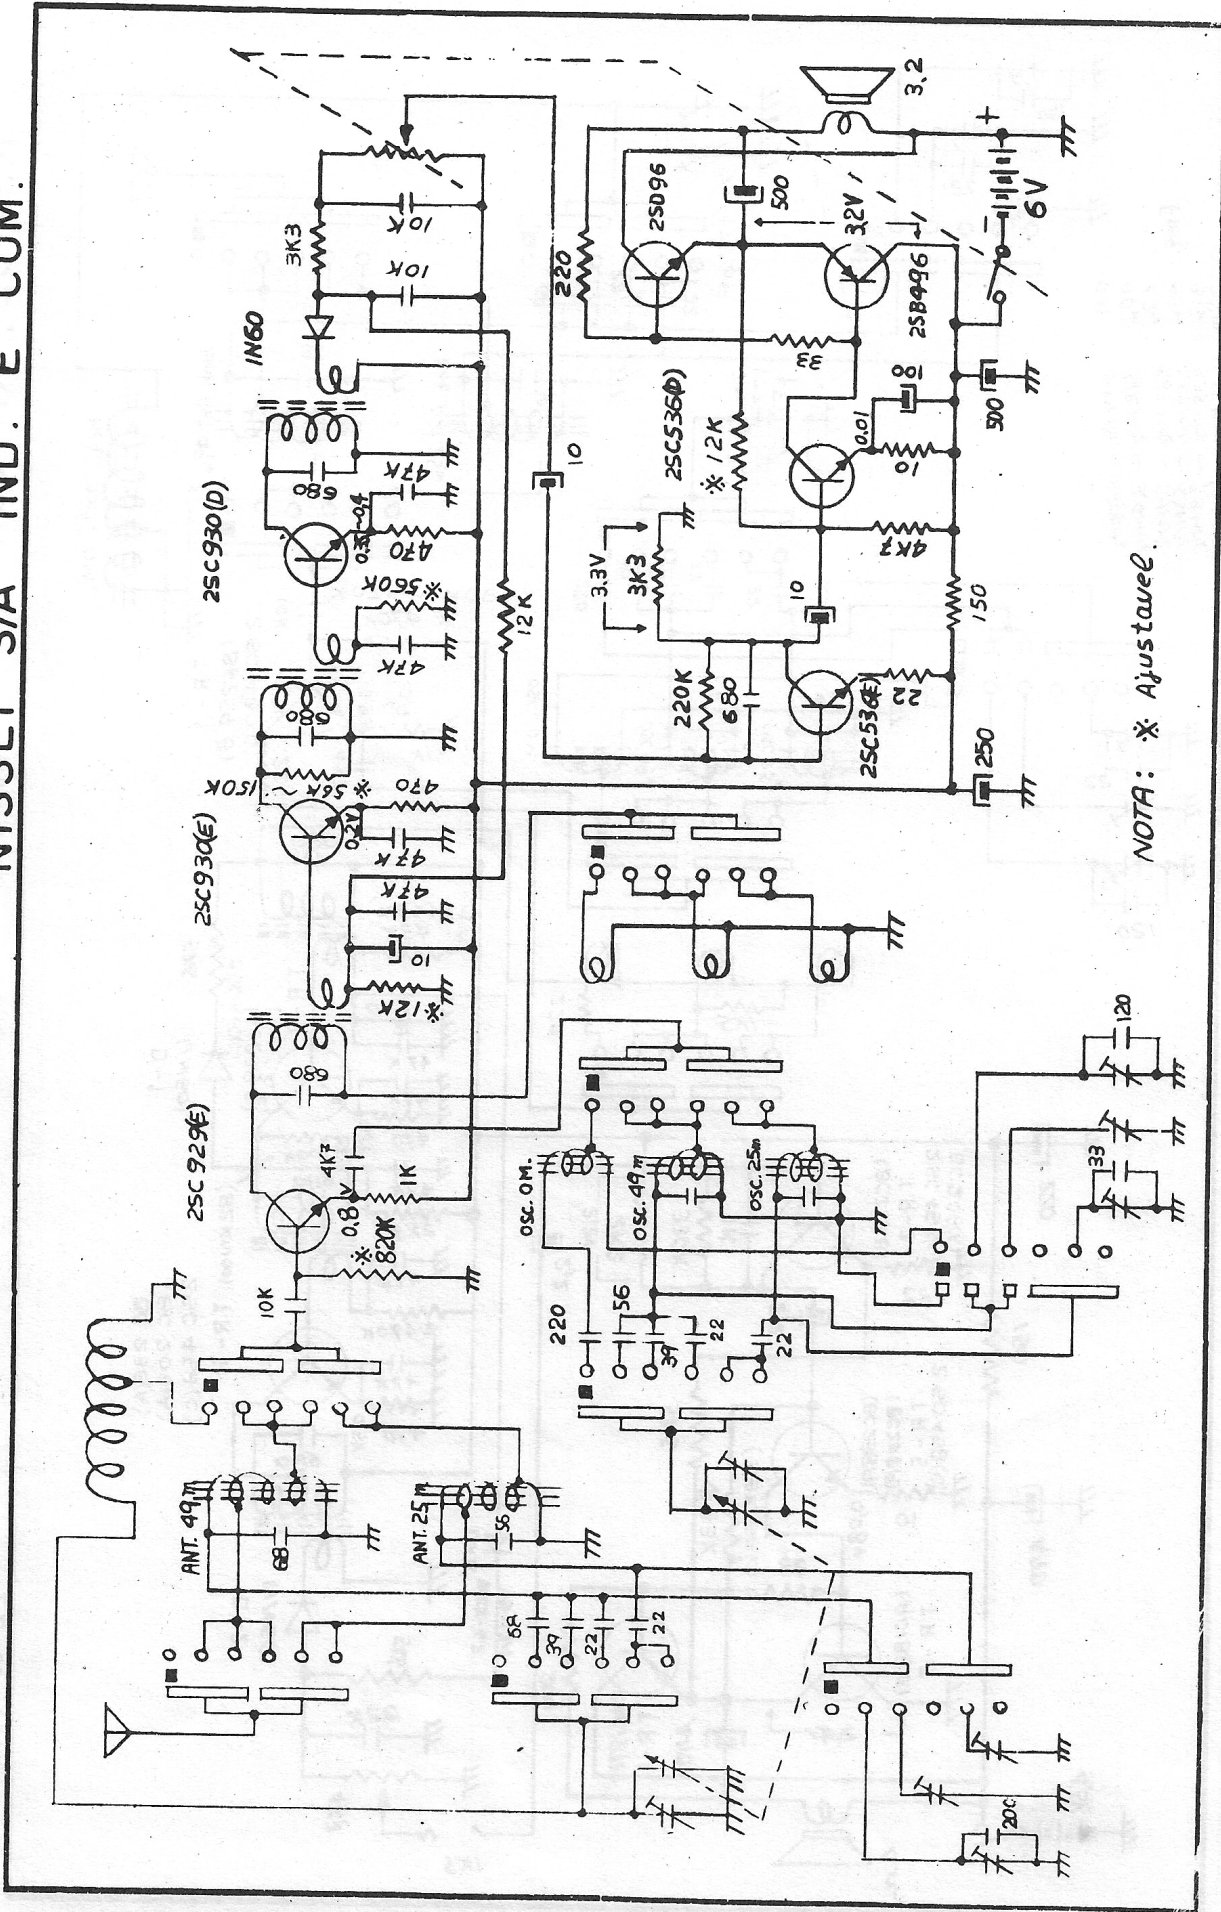 NISSEI S/A IND. E COM.
2SC929(E)
2SC930(E)
2SC930(D)
1N60
3K3
10K
10K
680
680
680
150K
56K ~
※
0.2V
470
47K
47K
10
※12K
0.35~0.4
470
47K
※560K
47K
12K
10K
※
820K
0.8V
4K7
1K
ANT. 49m
68
ANT. 25m
56
68
39
22
22
200
OSC. OM.
OSC. 49m
OSC. 25m
220
56
39
22
22
33
120
10
3.3V
3K3
220K
680
2SC536(E)
22
10
2SC536(D)
※12K
4K7
0.01
10
100
150
250
500
220
2SD96
33
3.2V
2SB496
500
3.2
+
−
6V
NOTA: ※ Ajustavel.